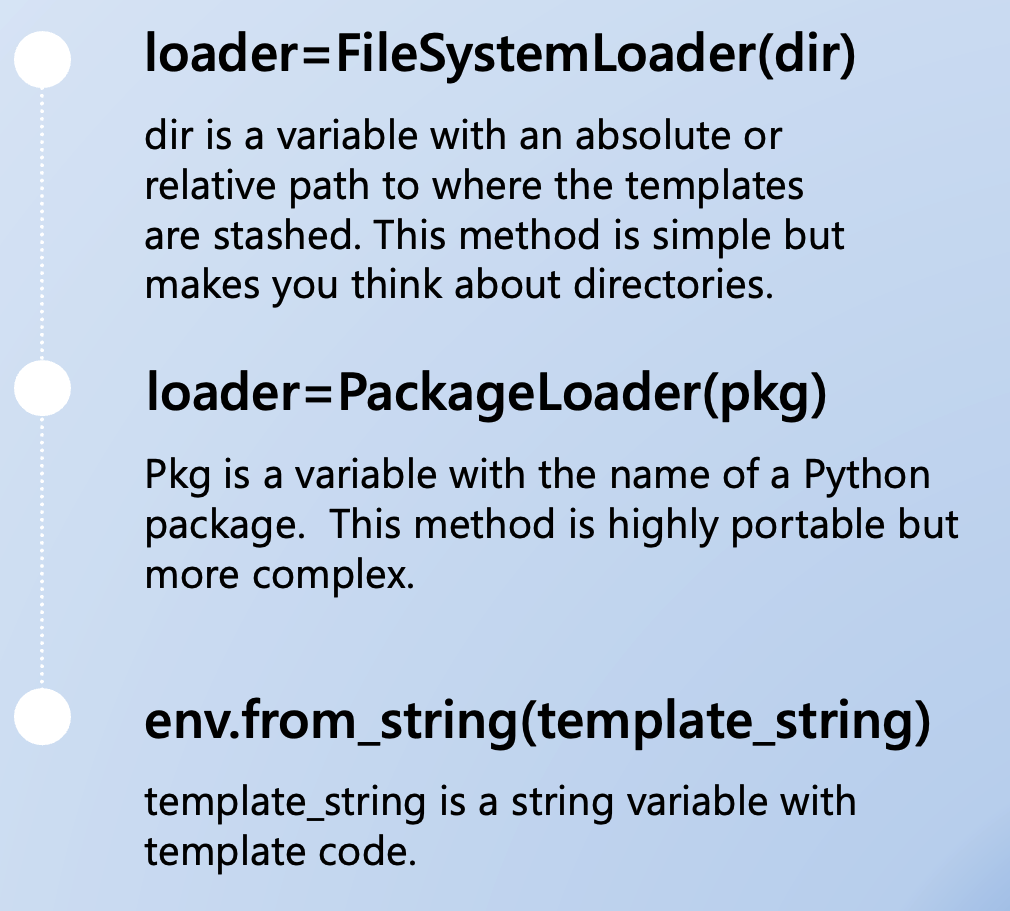 loader=FileSystemLoader(dir)
dir is a variable with an absolute or
relative path to where the templates
are stashed. This method is simple but
makes you think about directories.
loader=PackageLoader(pkg)
Pkg is a variable with the name of a Python
package.  This method is highly portable but
more complex.
env.from_string(template_string)
template_string is a string variable with
template code.